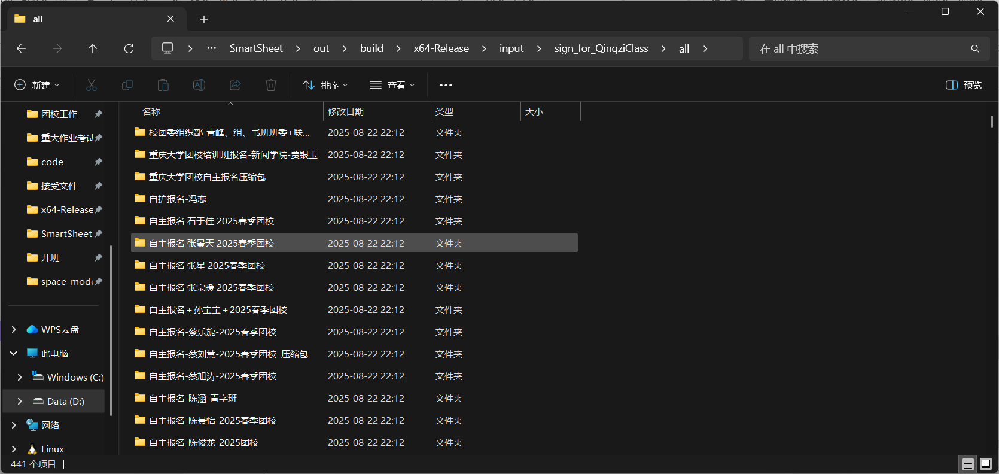 all
SmartSheet > out > build > x64-Release > input > sign_for_QingziClass > all >
在 all 中搜索
新建
排序
查看
预览
团校工作
重大作业考试
code
接受文件
x64-Release
SmartSheet
开班
space_mode
WPS云盘
此电脑
Windows (C:)
Data (D:)
网络
Linux
名称 修改日期 类型 大小
校团委组织部-青峰、组、书班班委+联... 2025-08-22 22:12 文件夹
重庆大学团校培训班报名-新闻学院-贾银玉 2025-08-22 22:12 文件夹
重庆大学团校自主报名压缩包 2025-08-22 22:12 文件夹
自护报名-冯恋 2025-08-22 22:12 文件夹
自主报名 石于佳 2025春季团校 2025-08-22 22:12 文件夹
自主报名 张景天 2025春季团校 2025-08-22 22:12 文件夹
自主报名 张星 2025春季团校 2025-08-22 22:12 文件夹
自主报名 张宗暖 2025春季团校 2025-08-22 22:12 文件夹
自主报名＋孙宝宝＋2025春季团校 2025-08-22 22:12 文件夹
自主报名-蔡乐旎-2025春季团校 2025-08-22 22:12 文件夹
自主报名-蔡刘慧-2025春季团校 压缩包 2025-08-22 22:12 文件夹
自主报名-蔡旭涛-2025春季团校 2025-08-22 22:12 文件夹
自主报名-陈涵-青字班 2025-08-22 22:12 文件夹
自主报名-陈景怡-2025春季团校 2025-08-22 22:12 文件夹
自主报名-陈俊龙-2025团校 2025-08-22 22:12 文件夹
441 个项目